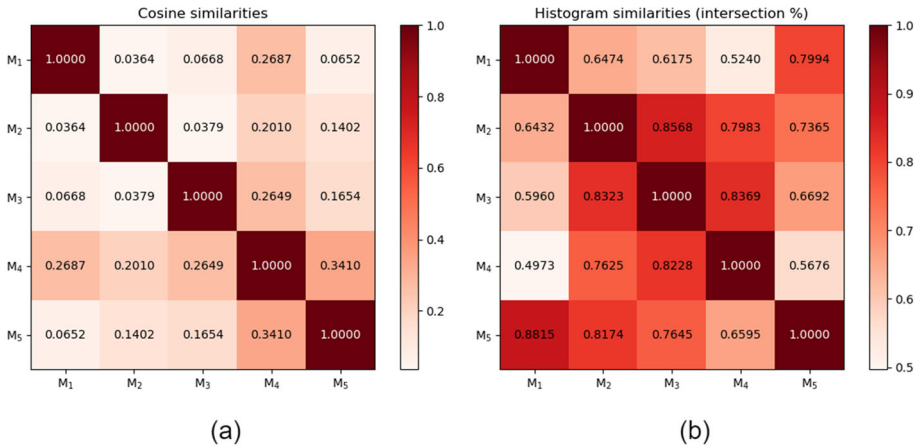 Cosine similarities
M1 1.0000 0.0364 0.0668 0.2687 0.0652
M2 0.0364 1.0000 0.0379 0.2010 0.1402
M3 0.0668 0.0379 1.0000 0.2649 0.1654
M4 0.2687 0.2010 0.2649 1.0000 0.3410
M5 0.0652 0.1402 0.1654 0.3410 1.0000
M1 M2 M3 M4 M5
1.0
0.8
0.6
0.4
0.2
(a)
Histogram similarities (intersection %)
M1 1.0000 0.6474 0.6175 0.5240 0.7994
M2 0.6432 1.0000 0.8568 0.7983 0.7365
M3 0.5960 0.8323 1.0000 0.8369 0.6692
M4 0.4973 0.7625 0.8228 1.0000 0.5676
M5 0.8815 0.8174 0.7645 0.6595 1.0000
M1 M2 M3 M4 M5
1.0
0.9
0.8
0.7
0.6
0.5
(b)